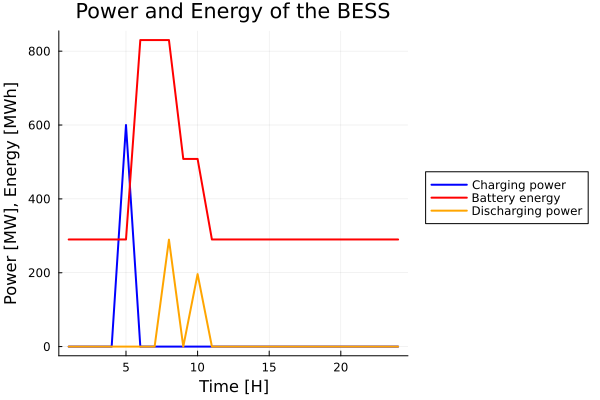 Power and Energy of the BESS
Power [MW], Energy [MWh]
800
600
400
200
0
5
10
15
20
Time [H]
Charging power
Battery energy
Discharging power